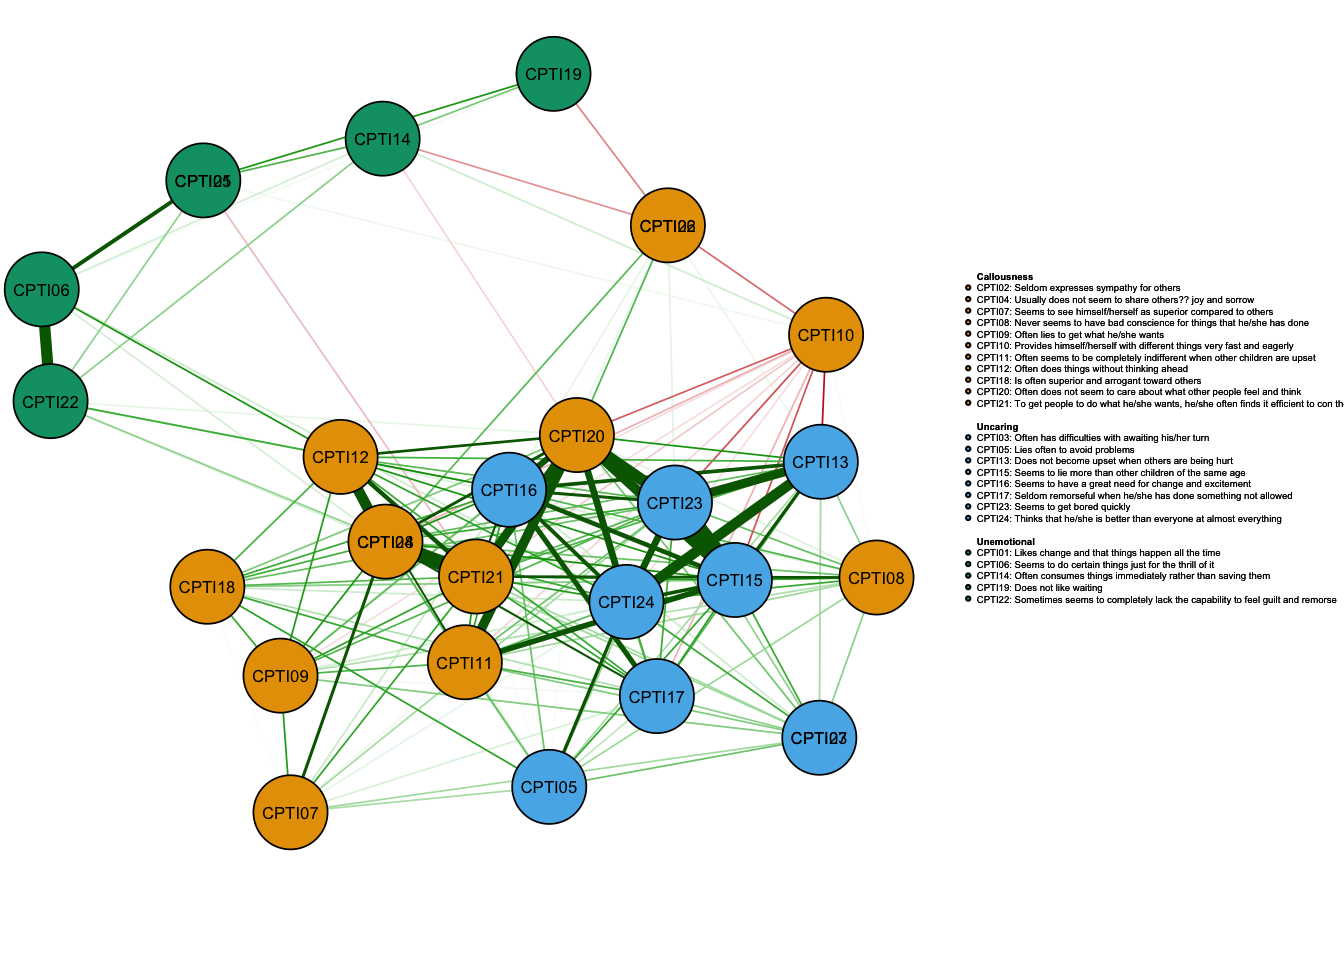 CPTI19
CPTI14
CPTI10
CPTI06
CPTI22
CPTI20
CPTI12
CPTI13
CPTI16
CPTI23
CPTI21
CPTI15
CPTI08
CPTI18
CPTI24
CPTI11
CPTI09
CPTI17
CPTI05
CPTI07
Callousness
CPTI02: Seldom expresses sympathy for others
CPTI04: Usually does not seem to share others?? joy and sorrow
CPTI07: Seems to see himself/herself as superior compared to others
CPTI08: Never seems to have bad conscience for things that he/she has done
CPTI09: Often lies to get what he/she wants
CPTI10: Provides himself/herself with different things very fast and eagerly
CPTI11: Often seems to be completely indifferent when other children are upset
CPTI12: Often does things without thinking ahead
CPTI18: Is often superior and arrogant toward others
CPTI20: Often does not seem to care about what other people feel and think
CPTI21: To get people to do what he/she wants, he/she often finds it efficient to con th
Uncaring
CPTI03: Often has difficulties with awaiting his/her turn
CPTI05: Lies often to avoid problems
CPTI13: Does not become upset when others are being hurt
CPTI15: Seems to lie more than other children of the same age
CPTI16: Seems to have a great need for change and excitement
CPTI17: Seldom remorseful when he/she has done something not allowed
CPTI23: Seems to get bored quickly
CPTI24: Thinks that he/she is better than everyone at almost everything
Unemotional
CPTI01: Likes change and that things happen all the time
CPTI06: Seems to do certain things just for the thrill of it
CPTI14: Often consumes things immediately rather than saving them
CPTI19: Does not like waiting
CPTI22: Sometimes seems to completely lack the capability to feel guilt and remorse